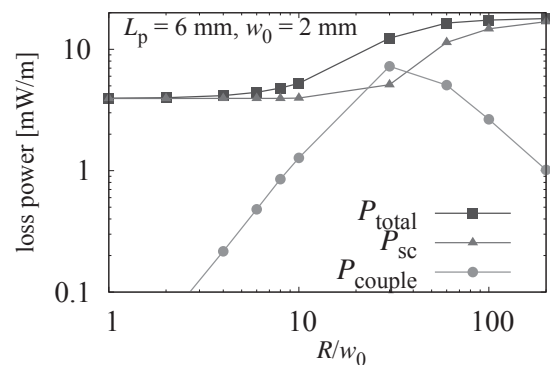 L_p = 6 mm, w_0 = 2 mm
loss power [mW/m]
10
1
0.1
P_total
P_sc
P_couple
1
10
100
R/w_0